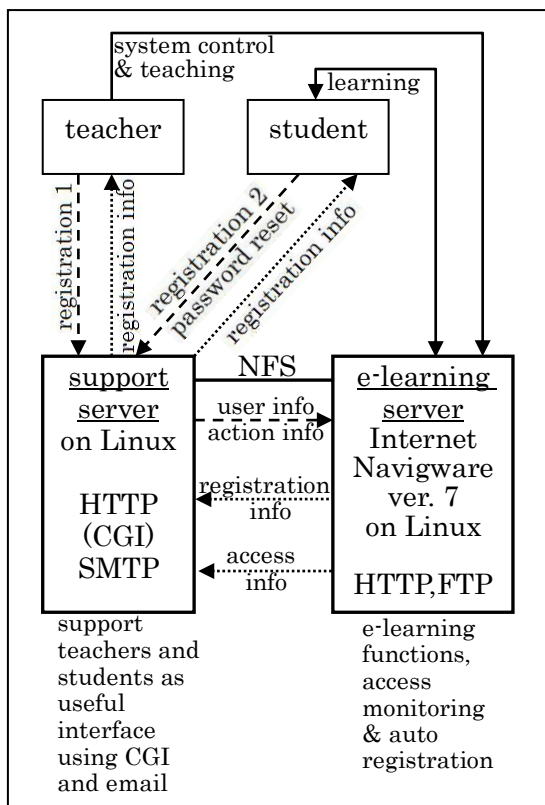 system control
& teaching
learning
teacher
student
registration 1
registration info
registration 2
password reset
registration info
support
server
on Linux
HTTP
(CGI)
SMTP
NFS
user info
action info
registration
info
access
info
e-learning
server
Internet
Navigware
ver. 7
on Linux
HTTP,FTP
support
teachers and
students as
useful
interface
using CGI
and email
e-learning
functions,
access
monitoring
& auto
registration